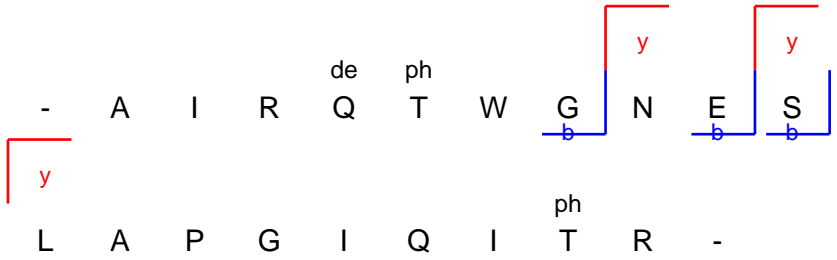 y y
de ph
- A I R Q T W G N E S
b b b
y
ph
L A P G I Q I T R -